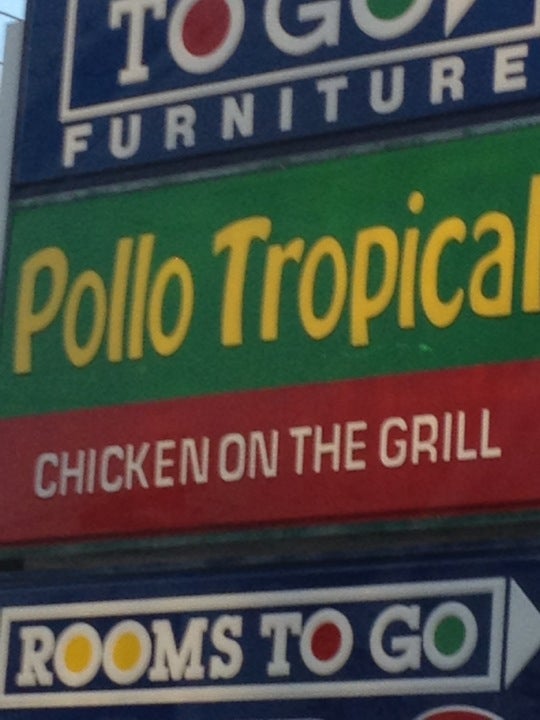 TO GO
FURNITURE
Pollo Tropical
CHICKEN ON THE GRILL
ROOMS TO GO